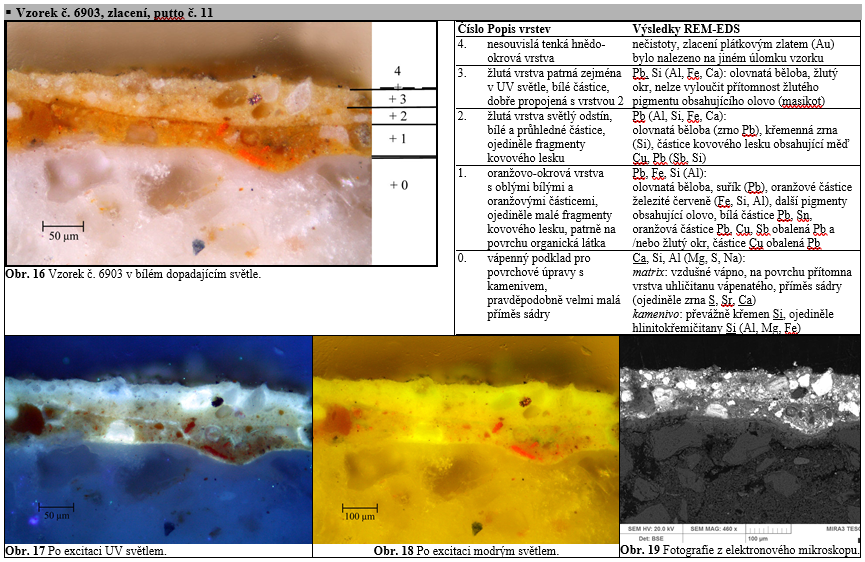 ▪ Vzorek č. 6903, zlacení, putto č. 11
4
+ 3
+ 2
+ 1
+ 0
50 µm
Obr. 16 Vzorek č. 6903 v bílém dopadajícím světle.
Číslo Popis vrstev Výsledky REM-EDS
4. nesouvislá tenká hnědo- nečistoty, zlacení plátkovým zlatem (Au)
okrová vrstva bylo nalezeno na jiném úlomku vzorku
3. žlutá vrstva patrná zejména Pb, Si (Al, Fe, Ca): olovnatá běloba, žlutý
v UV světle, bílé částice, okr, nelze vyloučit přítomnost žlutého
dobře propojená s vrstvou 2 pigmentu obsahujícího olovo (masikot)
2. žlutá vrstva světlý odstín, Pb (Al, Si, Fe, Ca):
bílé a průhledné částice, olovnatá běloba (zrno Pb), křemenná zrna
ojediněle fragmenty (Si), částice kovového lesku obsahující měď
kovového lesku Cu, Pb (Sb, Si)
1. oranžovo-okrová vrstva Pb, Fe, Si (Al):
s oblými bílými a olovnatá běloba, suřík (Pb), oranžové částice
oranžovými částicemi, železité červeně (Fe, Si, Al), další pigmenty
ojediněle malé fragmenty obsahující olovo, bílá částice Pb, Sn,
kovového lesku, patrně na oranžová částice Pb, Cu, Sb obalená Pb a
povrchu organická látka /nebo žlutý okr, částice Cu obalená Pb
0. vápenný podklad pro Ca, Si, Al (Mg, S, Na):
povrchové úpravy s matrix: vzdušné vápno, na povrchu přítomna
kamenivem, vrstva uhličitanu vápenatého, příměs sádry
pravděpodobně velmi malá (ojediněle zrna S, Sr, Ca)
příměs sádry kamenivo: převážně křemen Si, ojediněle
hlinitokřemičitany Si (Al, Mg, Fe)
50 µm
Obr. 17 Po excitaci UV světlem.
100 µm
Obr. 18 Po excitaci modrým světlem.
SEM HV: 20.0 kV SEM MAG: 460 x MIRA3 TES
Det: BSE 100 µm
Obr. 19 Fotografie z elektronového mikroskopu.